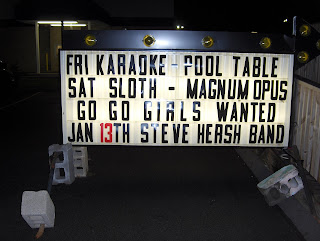 FRI KARAOKE - POOL TABLE
SAT SLOTH - MAGNUM OPUS
GO GO GIRLS WANTED
JAN 13TH STEVE HERSH BAND